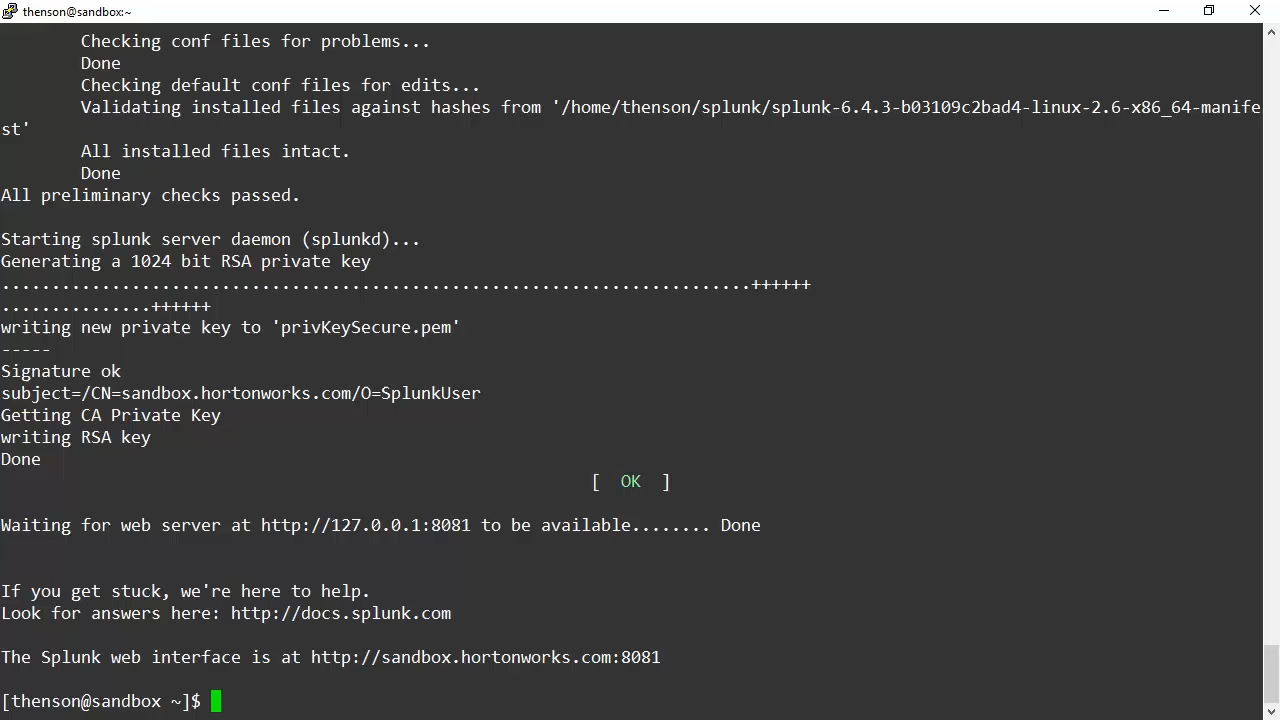 thenson@sandbox:~
Checking conf files for problems...
Done
Checking default conf files for edits...
Validating installed files against hashes from '/home/thenson/splunk/splunk-6.4.3-b03109c2bad4-linux-2.6-x86_64-manife
st'
All installed files intact.
Done
All preliminary checks passed.
Starting splunk server daemon (splunkd)...
Generating a 1024 bit RSA private key
...........................................................................++++++
...............++++++
writing new private key to 'privKeySecure.pem'
-----
Signature ok
subject=/CN=sandbox.hortonworks.com/O=SplunkUser
Getting CA Private Key
writing RSA key
Done
[  OK  ]
Waiting for web server at http://127.0.0.1:8081 to be available........ Done
If you get stuck, we're here to help.
Look for answers here: http://docs.splunk.com
The Splunk web interface is at http://sandbox.hortonworks.com:8081
[thenson@sandbox ~]$